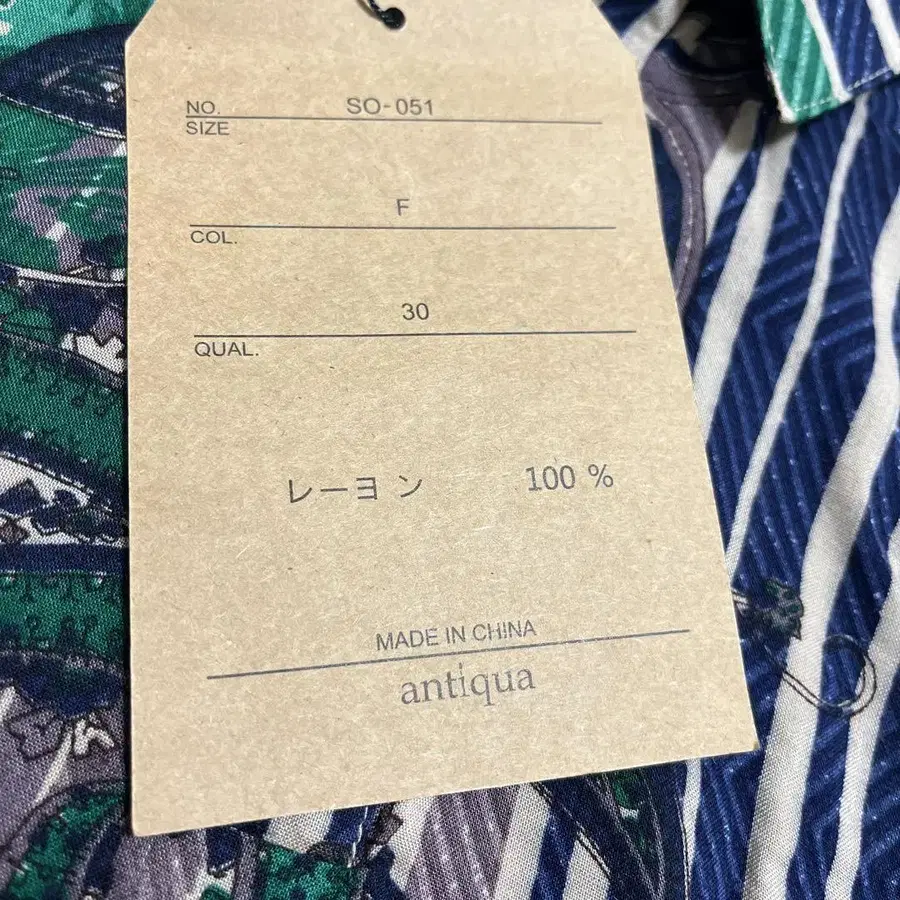 NO. SO-051
SIZE
F
COL.
30
QUAL.
レーヨン 100 %
MADE IN CHINA
antiqua